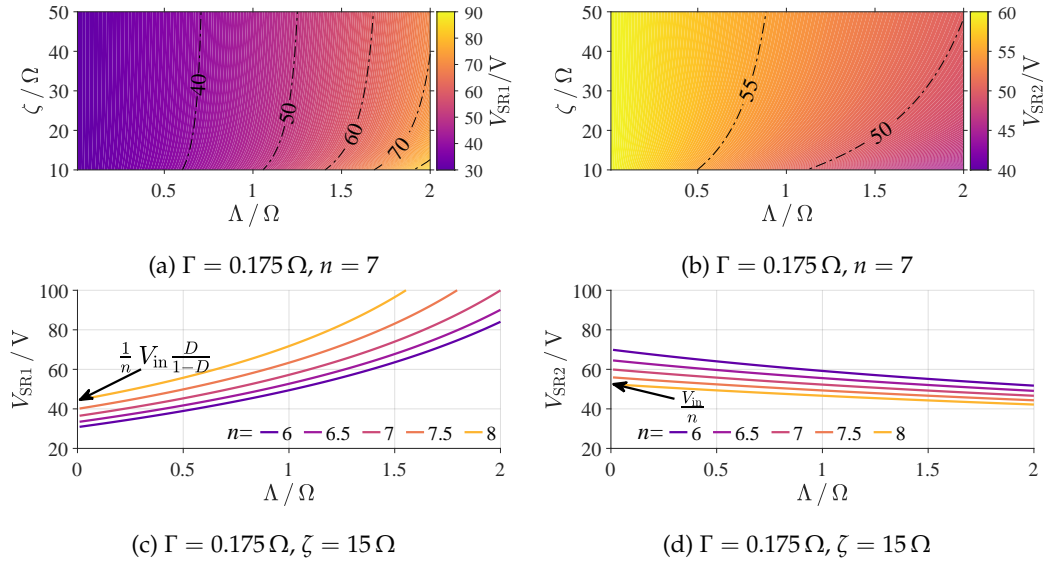 50
40
30
20
10
ζ / Ω
40
50
60
70
0.5
1
1.5
2
Λ / Ω
90
80
70
60
50
40
30
V_SR1 / V
(a) Γ = 0.175 Ω, n = 7
50
40
30
20
10
ζ / Ω
55
50
0.5
1
1.5
2
Λ / Ω
60
55
50
45
40
V_SR2 / V
(b) Γ = 0.175 Ω, n = 7
100
80
60
40
20
V_SR1 / V
1/n V_in D/(1−D)
n= 6 6.5 7 7.5 8
0 0.5 1 1.5 2
Λ / Ω
(c) Γ = 0.175 Ω, ζ = 15 Ω
100
80
60
40
20
V_SR2 / V
V_in/n
n= 6 6.5 7 7.5 8
0 0.5 1 1.5 2
Λ / Ω
(d) Γ = 0.175 Ω, ζ = 15 Ω